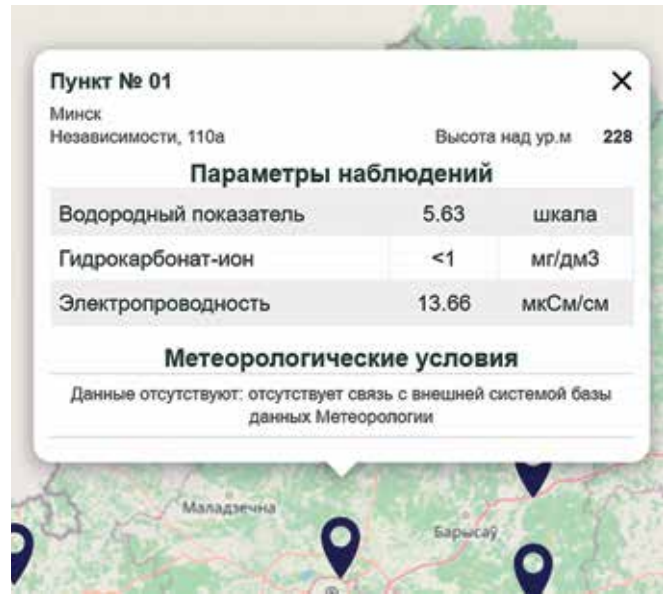 Пункт № 01
Минск
Независимости, 110а
Высота над ур.м 228
Параметры наблюдений
Водородный показатель 5.63 шкала
Гидрокарбонат-ион <1 мг/дм3
Электропроводность 13.66 мкСм/см
Метеорологические условия
Данные отсутствуют: отсутствует связь с внешней системой базы
данных Метеорологии
Маладзечна
Барысаў